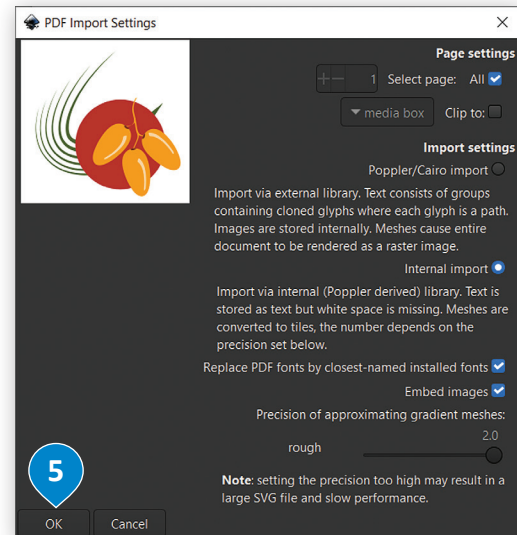 PDF Import Settings
Page settings
1 Select page: All
media box Clip to:
Import settings
Poppler/Cairo import
Import via external library. Text consists of groups
containing cloned glyphs where each glyph is a path.
Images are stored internally. Meshes cause entire
document to be rendered as a raster image.
Internal import
Import via internal (Poppler derived) library. Text is
stored as text but white space is missing. Meshes are
converted to tiles, the number depends on the
precision set below.
Replace PDF fonts by closest-named installed fonts
Embed images
Precision of approximating gradient meshes:
2.0
rough
Note: setting the precision too high may result in a
large SVG file and slow performance.
5
OK Cancel